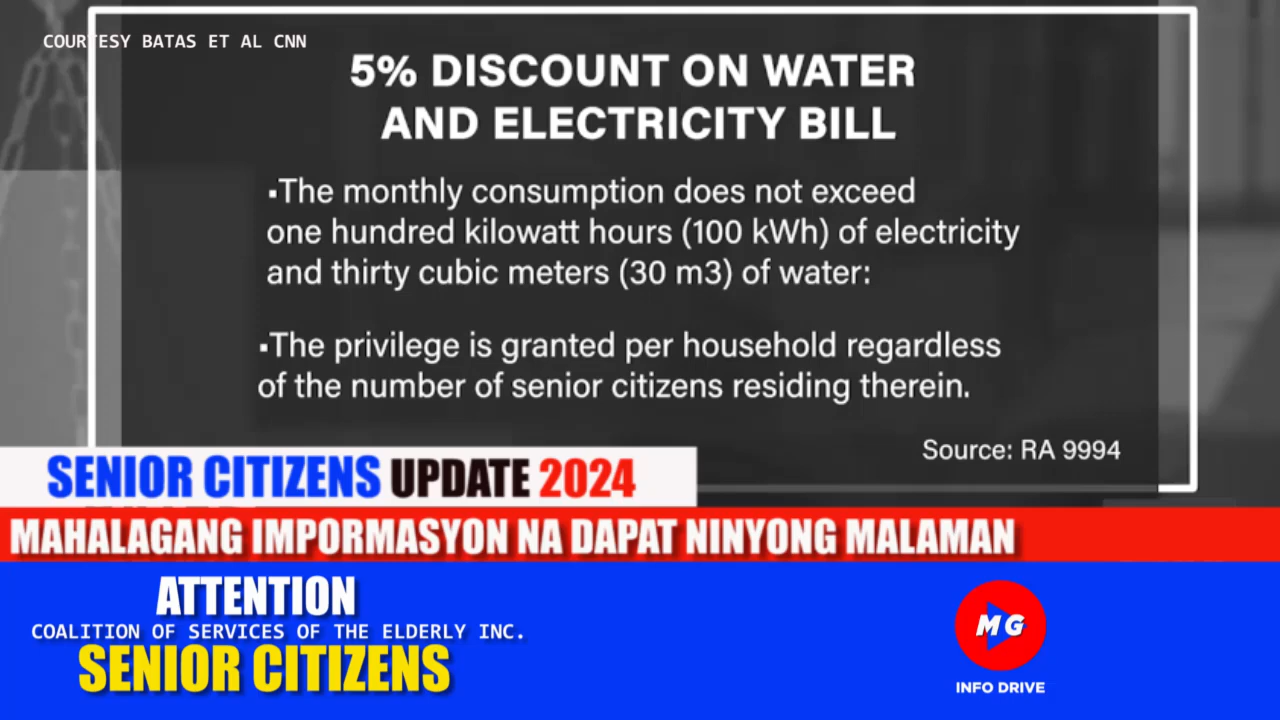 COURTESY BATAS ET AL CNN
5% DISCOUNT ON WATER
AND ELECTRICITY BILL
▪The monthly consumption does not exceed
one hundred kilowatt hours (100 kWh) of electricity
and thirty cubic meters (30 m3) of water:
▪The privilege is granted per household regardless
of the number of senior citizens residing therein.
Source: RA 9994
SENIOR CITIZENS UPDATE 2024
MAHALAGANG IMPORMASYON NA DAPAT NINYONG MALAMAN
ATTENTION
COALITION OF SERVICES OF THE ELDERLY INC.
SENIOR CITIZENS
MG
INFO DRIVE